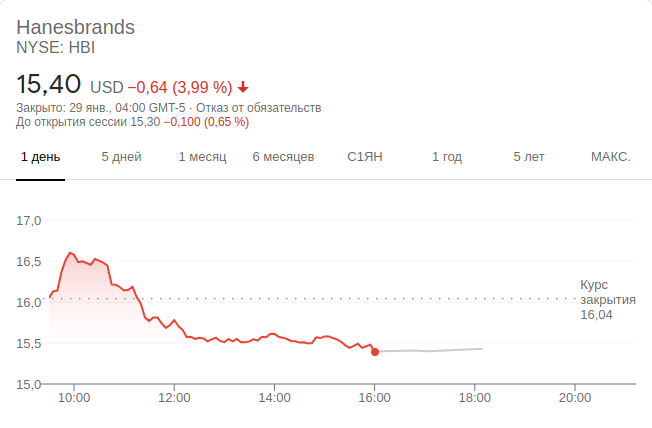 Hanesbrands
NYSE: HBI
15,40 USD −0,64 (3,99 %)
Закрыто: 29 янв., 04:00 GMT-5 · Отказ от обязательств
До открытия сессии 15,30 −0,100 (0,65 %)
1 день 5 дней 1 месяц 6 месяцев С1ЯН 1 год 5 лет МАКС.
17,0
16,5
16,0
15,5
15,0
Курс
закрытия
16,04
10:00 12:00 14:00 16:00 18:00 20:00